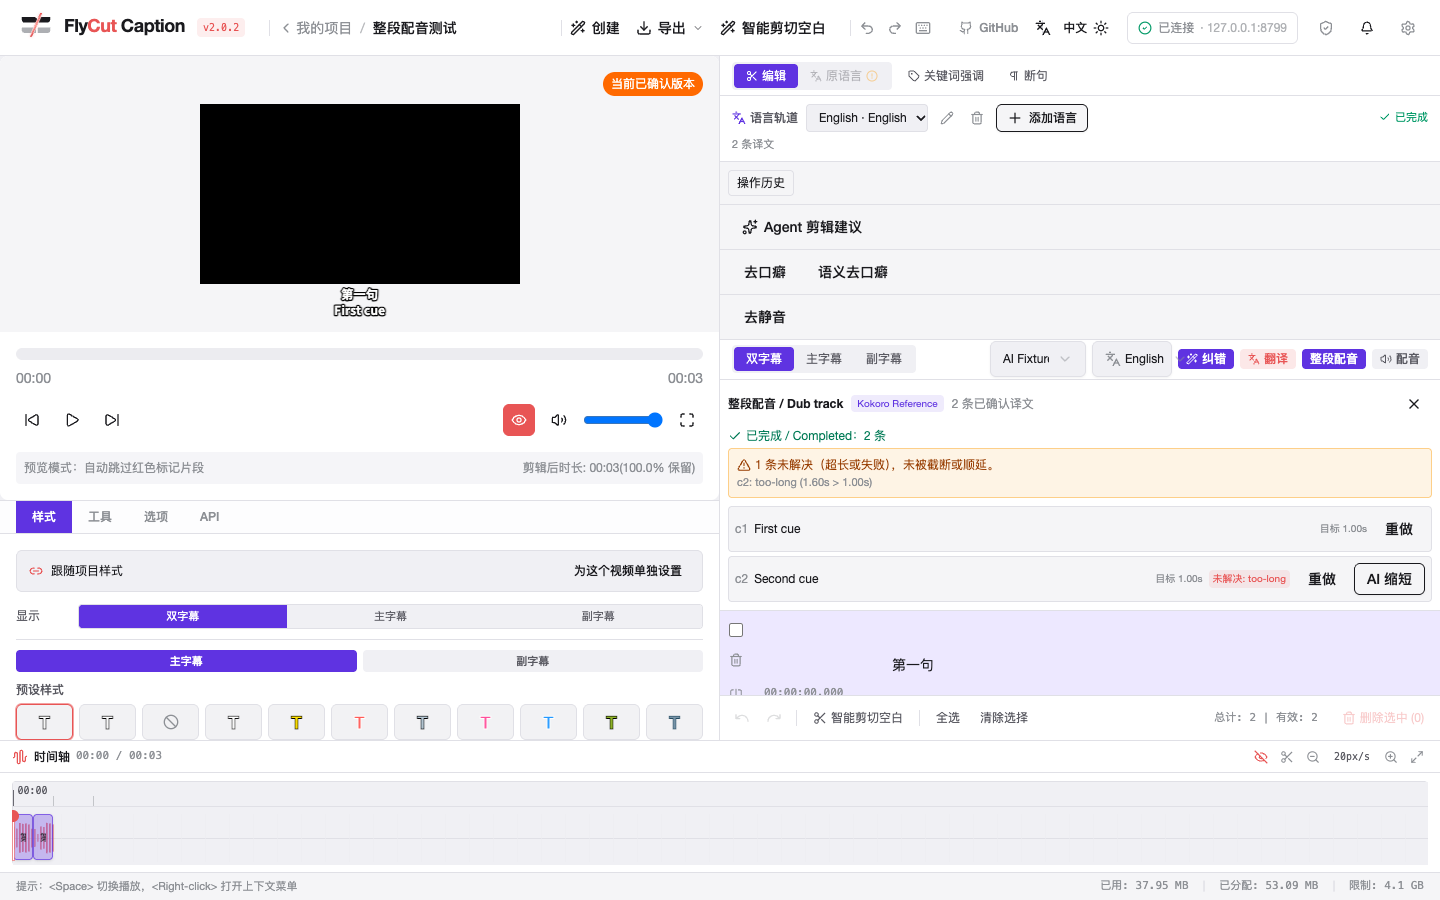 FlyCut Caption v2.0.2 我的项目 / 整段配音测试 创建 导出 智能剪切空白 GitHub 中文 已连接 · 127.0.0.1:8799
当前已确认版本
第一句
First cue
00:00 00:03
预览模式：自动跳过红色标记片段 剪辑后时长: 00:03(100.0% 保留)
样式 工具 选项 API
跟随项目样式 为这个视频单独设置
显示 双字幕 主字幕 副字幕
主字幕 副字幕
预设样式
T T T T T T T T T T
编辑 原语言 关键词强调 断句
语言轨道 English · English 添加语言 已完成
2 条译文
操作历史
Agent 剪辑建议
去口癖 语义去口癖
去静音
双字幕 主字幕 副字幕 AI Fixtur English 纠错 翻译 整段配音 配音
整段配音 / Dub track Kokoro Reference 2 条已确认译文
已完成 / Completed：2 条
1 条未解决（超长或失败），未被截断或顺延。
c2: too-long (1.60s > 1.00s)
c1 First cue 目标 1.00s 重做
c2 Second cue 目标 1.00s 未解决: too-long 重做 AI 缩短
第一句
00:00:00.000
智能剪切空白 全选 清除选择 总计: 2 | 有效: 2 删除选中 (0)
时间轴 00:00 / 00:03 20px/s
00:00
提示: <Space> 切换播放，<Right-click> 打开上下文菜单 已用: 37.95 MB 已分配: 53.09 MB 限制: 4.1 GB